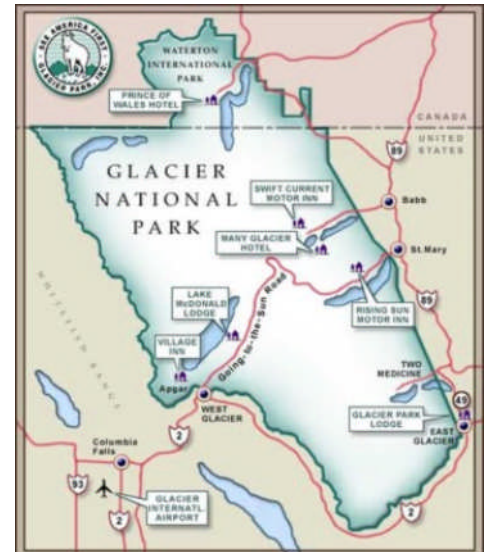 SEE AMERICA FIRST
GLACIER PARK, INC.
WATERTON
INTERNATIONAL
PARK
PRINCE OF
WALES HOTEL
CANADA
UNITED
STATES
89
GLACIER
NATIONAL
PARK
SWIFT CURRENT
MOTOR INN
Babb
MANY GLACIER
HOTEL
St.Mary
LAKE
McDONALD
LODGE
Going-to-the-Sun Road
RISING SUN
MOTOR INN
89
WHITEFISH RANGE
VILLAGE
INN
Apgar
WEST
GLACIER
TWO
MEDICINE
49
GLACIER PARK
LODGE
EAST
GLACIER
2
Columbia
Falls
93
2
GLACIER
INTERNATL.
AIRPORT
2